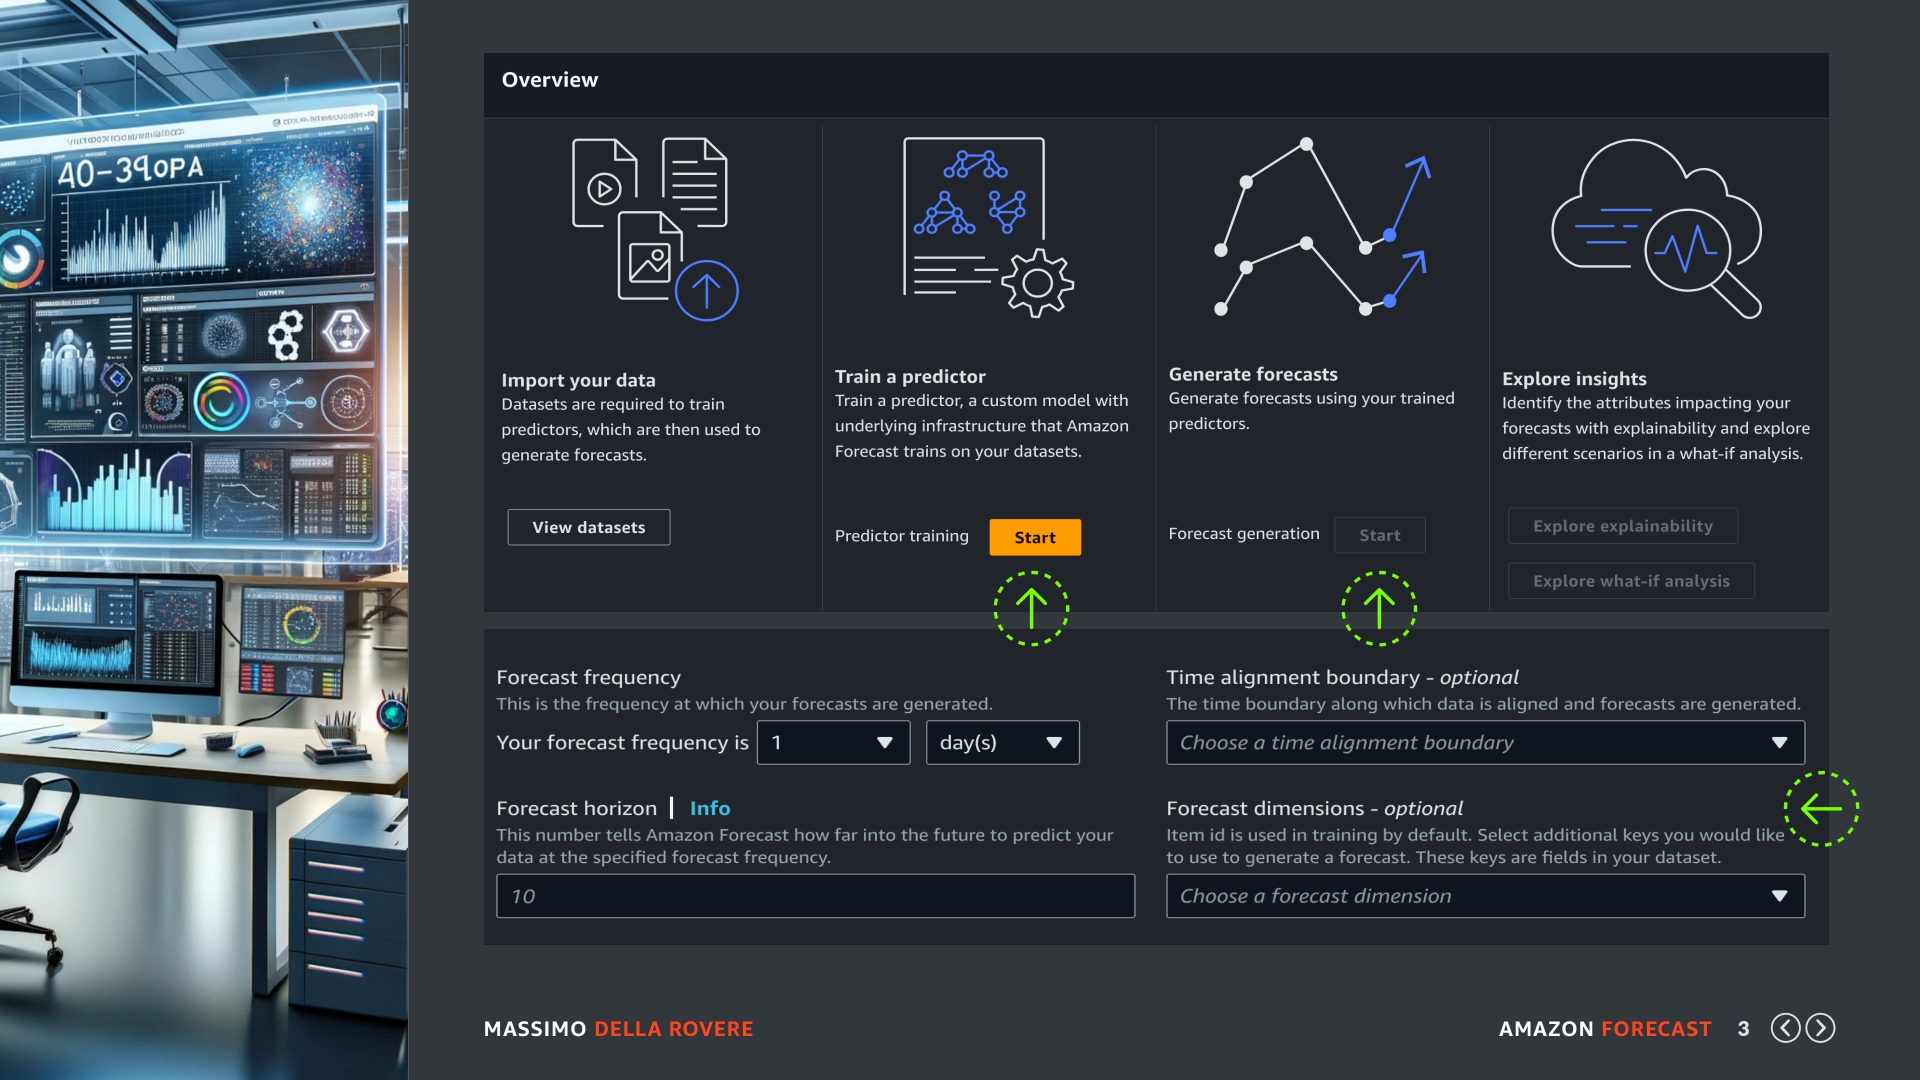 40-39OPA
Overview
Import your data
Datasets are required to train
predictors, which are then used to
generate forecasts.
View datasets
Train a predictor
Train a predictor, a custom model with
underlying infrastructure that Amazon
Forecast trains on your datasets.
Predictor training Start
Generate forecasts
Generate forecasts using your trained
predictors.
Forecast generation Start
Explore insights
Identify the attributes impacting your
forecasts with explainability and explore
different scenarios in a what-if analysis.
Explore explainability
Explore what-if analysis
Forecast frequency
This is the frequency at which your forecasts are generated.
Your forecast frequency is 1 day(s)
Time alignment boundary - optional
The time boundary along which data is aligned and forecasts are generated.
Choose a time alignment boundary
Forecast horizon | Info
This number tells Amazon Forecast how far into the future to predict your
data at the specified forecast frequency.
10
Forecast dimensions - optional
Item id is used in training by default. Select additional keys you would like
to use to generate a forecast. These keys are fields in your dataset.
Choose a forecast dimension
MASSIMO DELLA ROVERE
AMAZON FORECAST 3